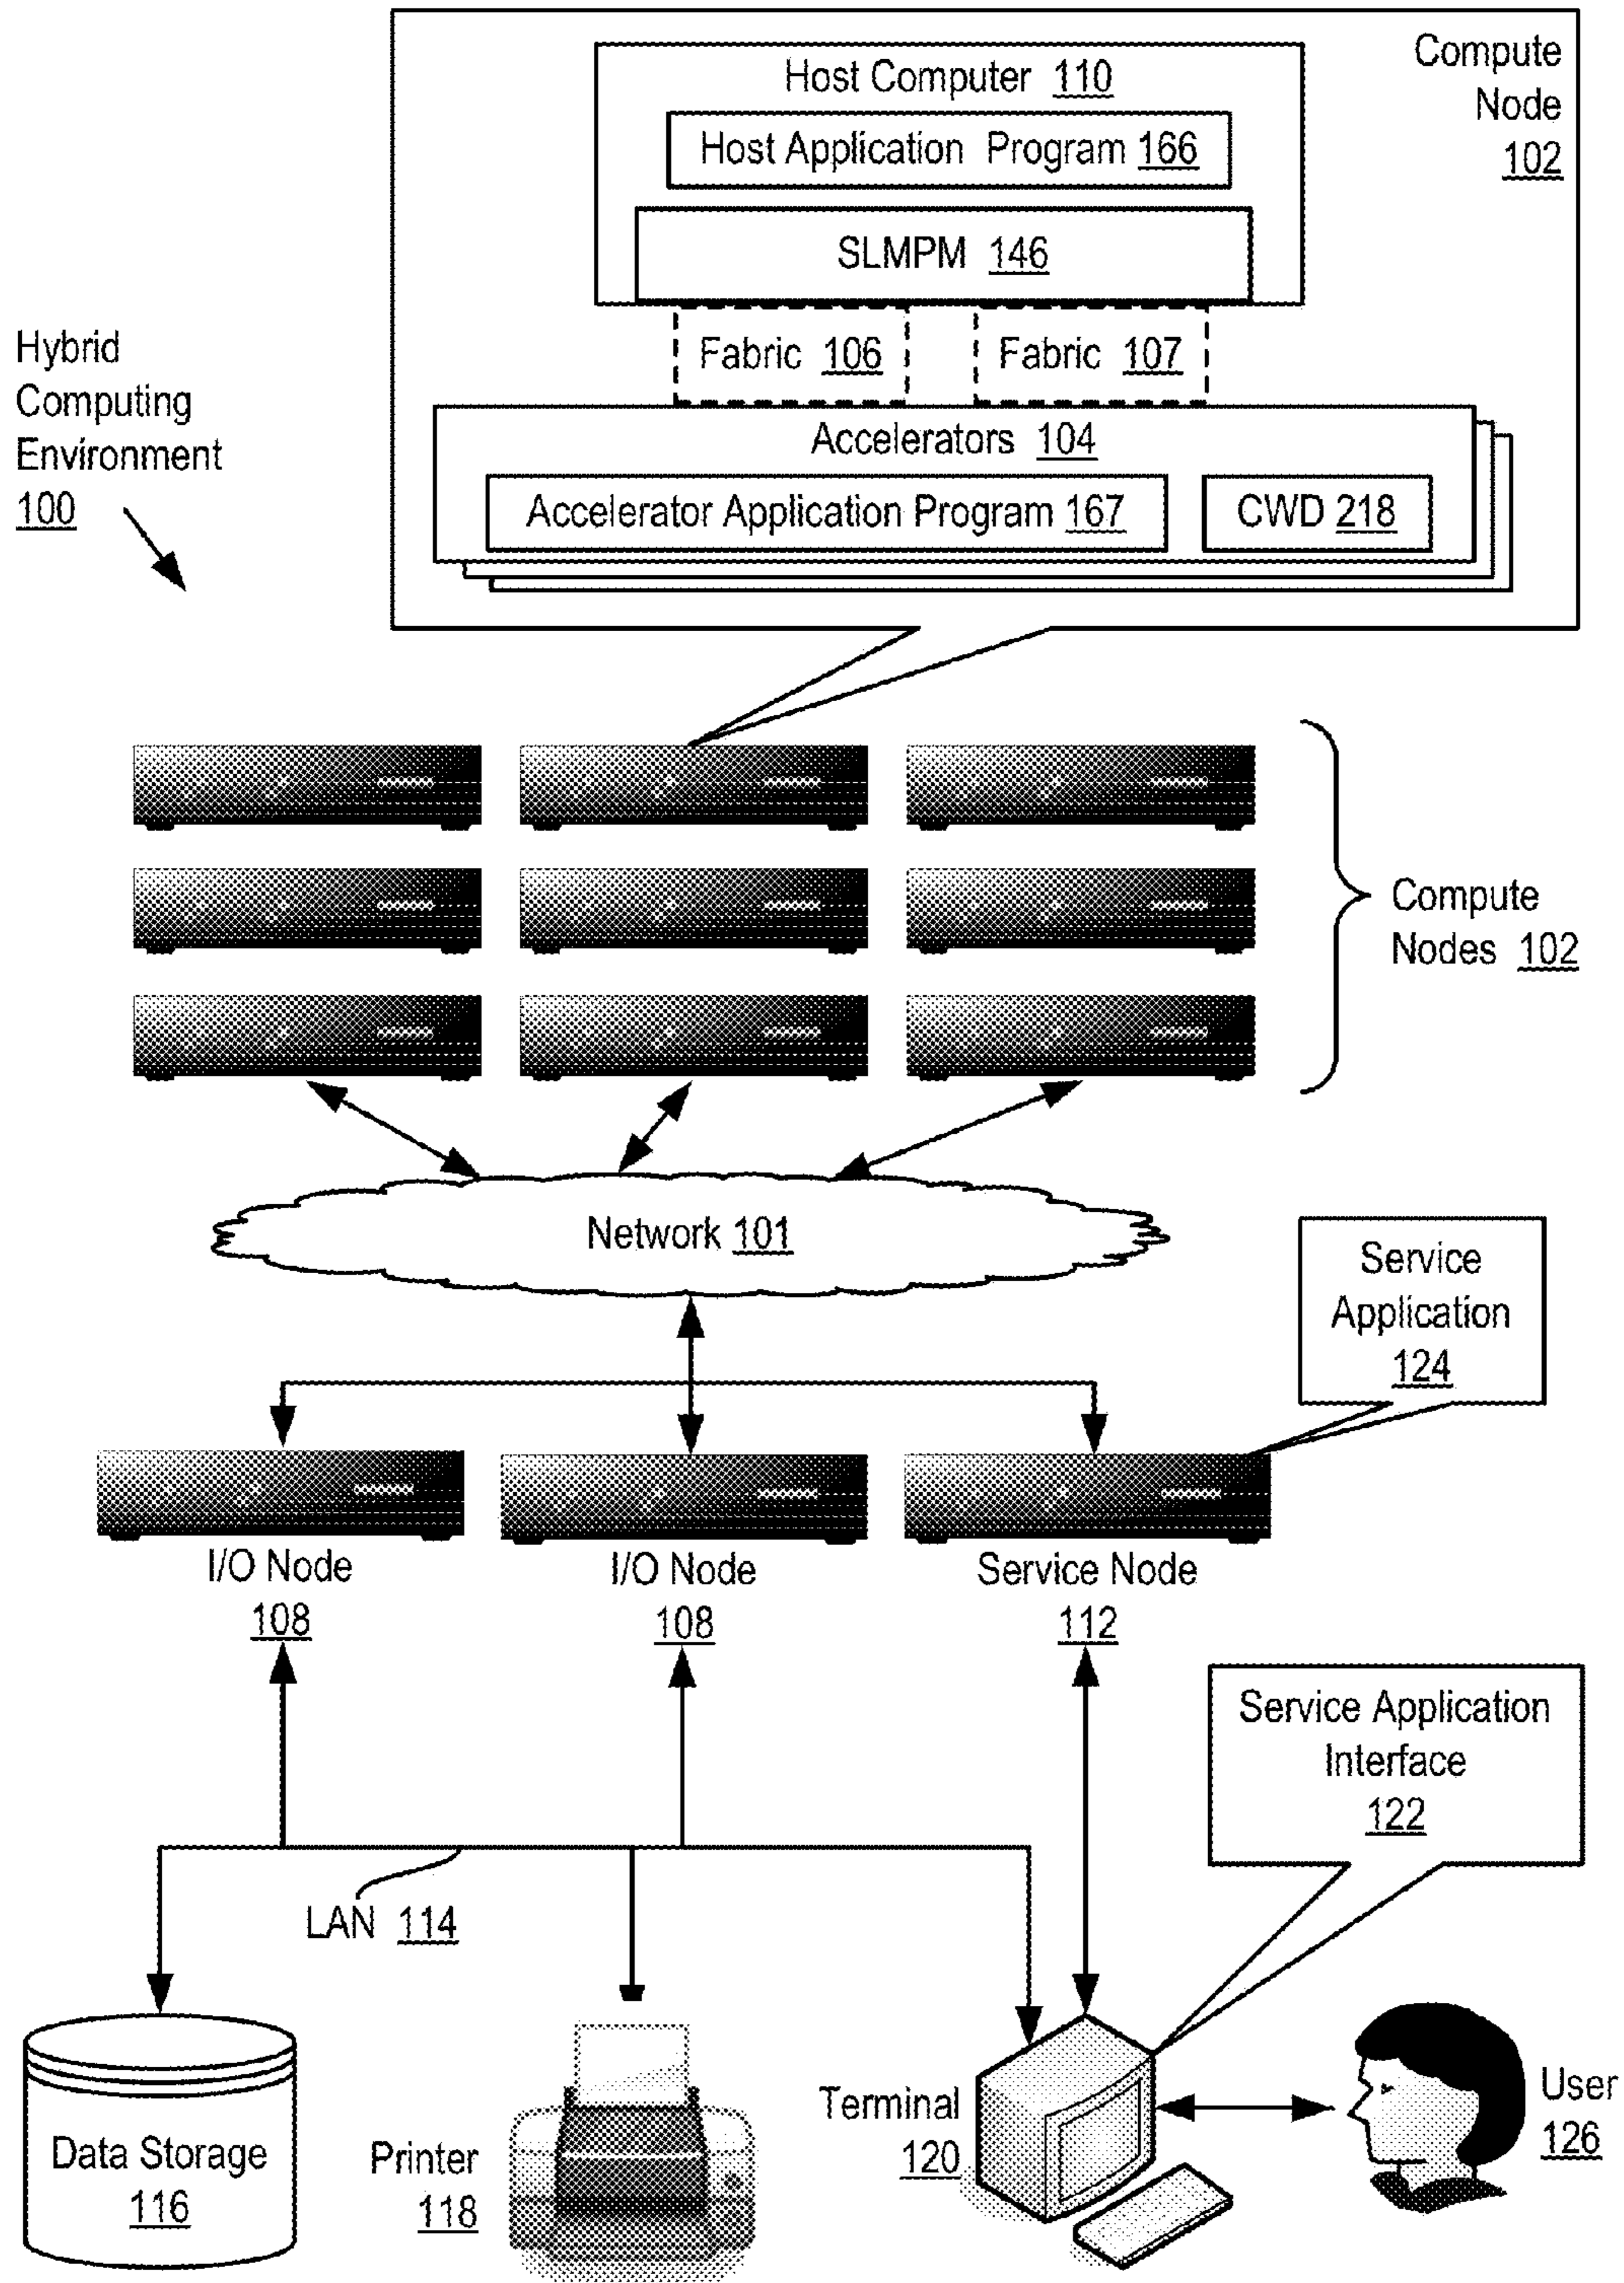 Compute
Node
102
Host Computer 110
Host Application Program 166
SLMPM 146
Fabric 106
Fabric 107
Accelerators 104
Accelerator Application Program 167
CWD 218
Hybrid
Computing
Environment
100
Compute
Nodes 102
Network 101
Service
Application
124
I/O Node
108
I/O Node
108
Service Node
112
Service Application
Interface
122
LAN 114
Data Storage
116
Printer
118
Terminal
120
User
126